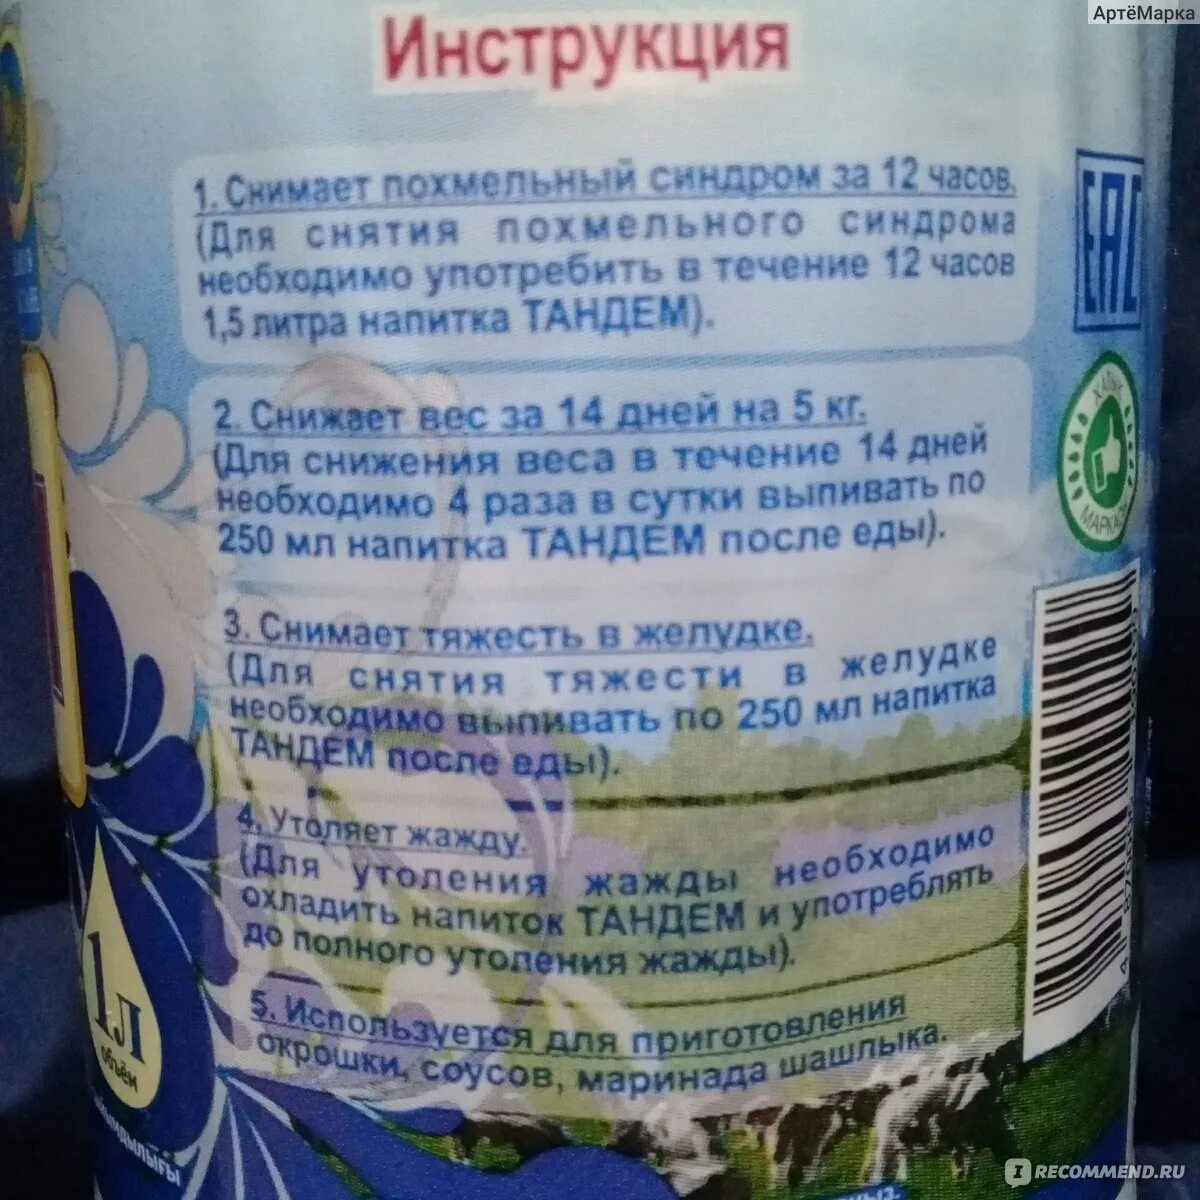 АртёМарка
Инструкция
1. Снимает похмельный синдром за 12 часов.
(Для снятия похмельного синдрома
необходимо употребить в течение 12 часов
1,5 литра напитка ТАНДЕМ).
2. Снижает вес за 14 дней на 5 кг.
(Для снижения веса в течение 14 дней
необходимо 4 раза в сутки выпивать по
250 мл напитка ТАНДЕМ после еды).
3. Снимает тяжесть в желудке.
(Для снятия тяжести в желудке
необходимо выпивать по 250 мл напитка
ТАНДЕМ после еды).
4. Утоляет жажду.
(Для утоления жажды необходимо
охладить напиток ТАНДЕМ и употреблять
до полного утоления жажды).
5. Используется для приготовления
окрошки, соусов, маринада шашлыка.
EAC
1л
объём
RECOMMEND.RU